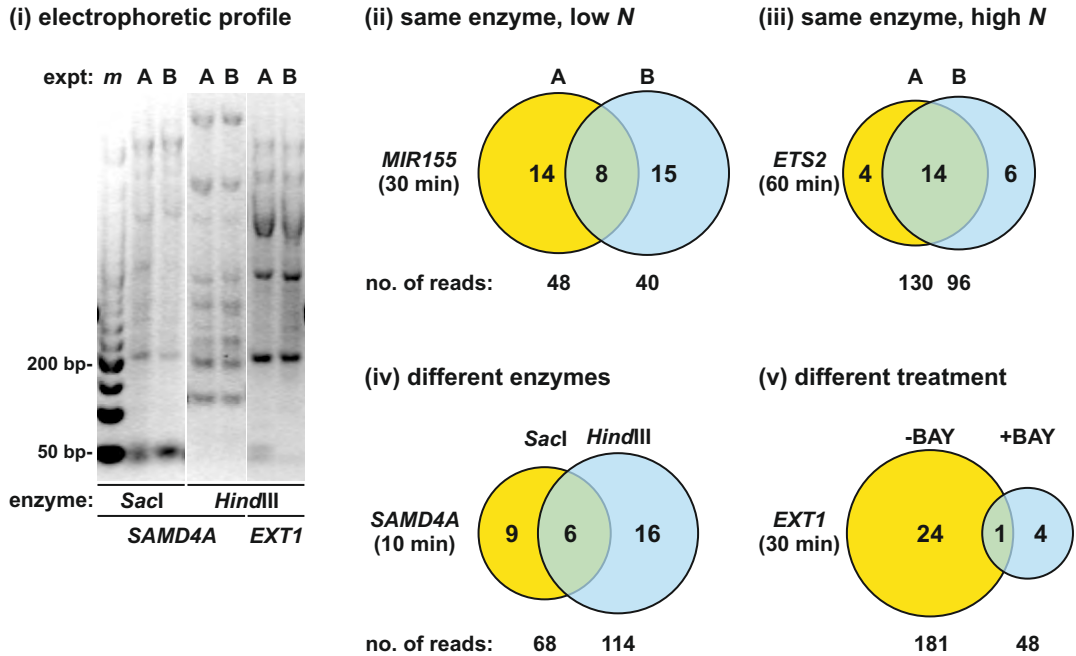 (i) electrophoretic profile
expt: m A B A B A B
200 bp-
50 bp-
enzyme: SacI HindIII
SAMD4A EXT1
(ii) same enzyme, low N
A B
MIR155
(30 min)
14 8 15
no. of reads: 48 40
(iii) same enzyme, high N
A B
ETS2
(60 min)
4 14 6
130 96
(iv) different enzymes
SacI HindIII
SAMD4A
(10 min)
9 6 16
no. of reads: 68 114
(v) different treatment
-BAY +BAY
EXT1
(30 min)
24 1 4
181 48